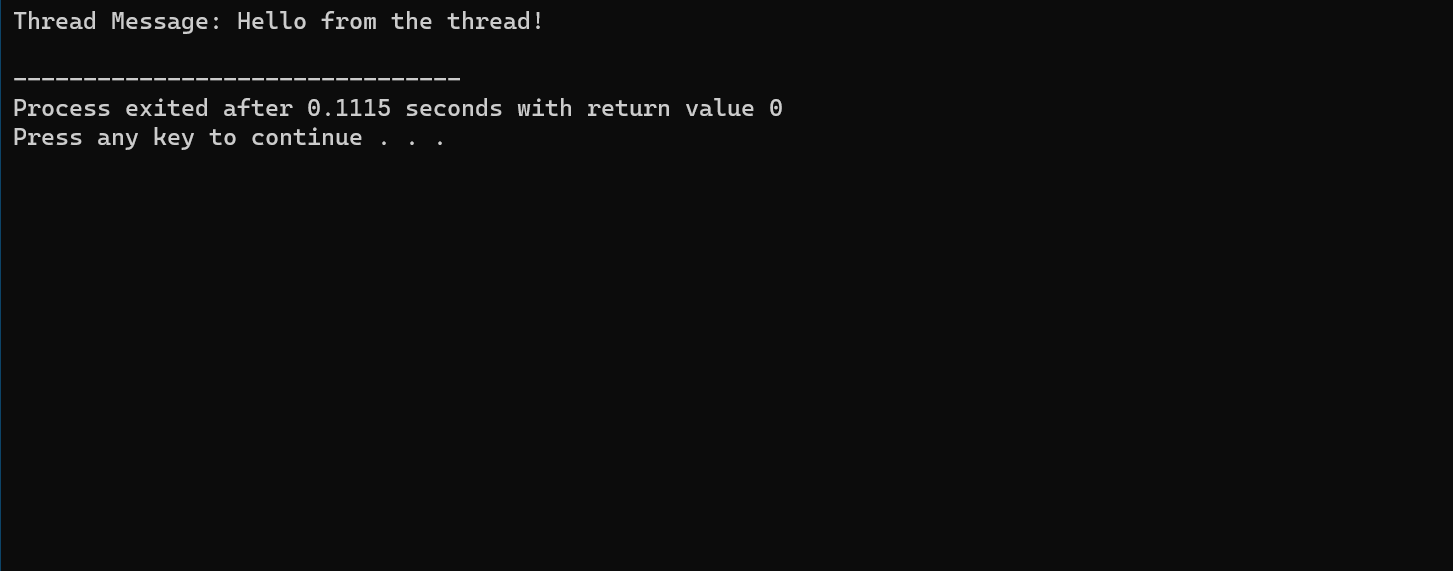 Thread Message: Hello from the thread!
--------------------------------
Process exited after 0.1115 seconds with return value 0
Press any key to continue . . .